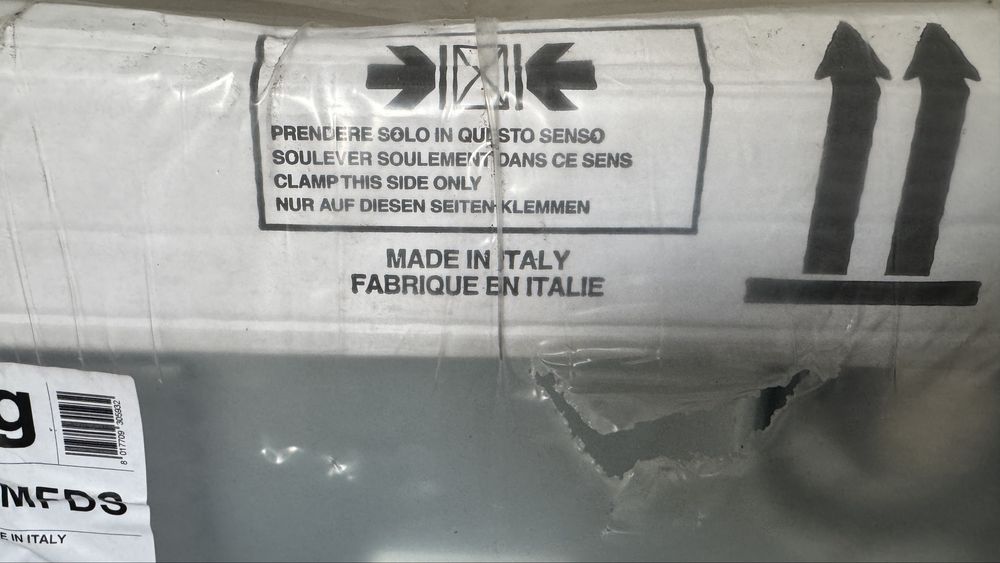 PRENDERE SOLO IN QUESTO SENSO
SOULEVER SOULEMENT DANS CE SENS
CLAMP THIS SIDE ONLY
NUR AUF DIESEN SEITEN KLEMMEN
MADE IN ITALY
FABRIQUE EN ITALIE
g
8 017709 305932
MFDS
E IN ITALY